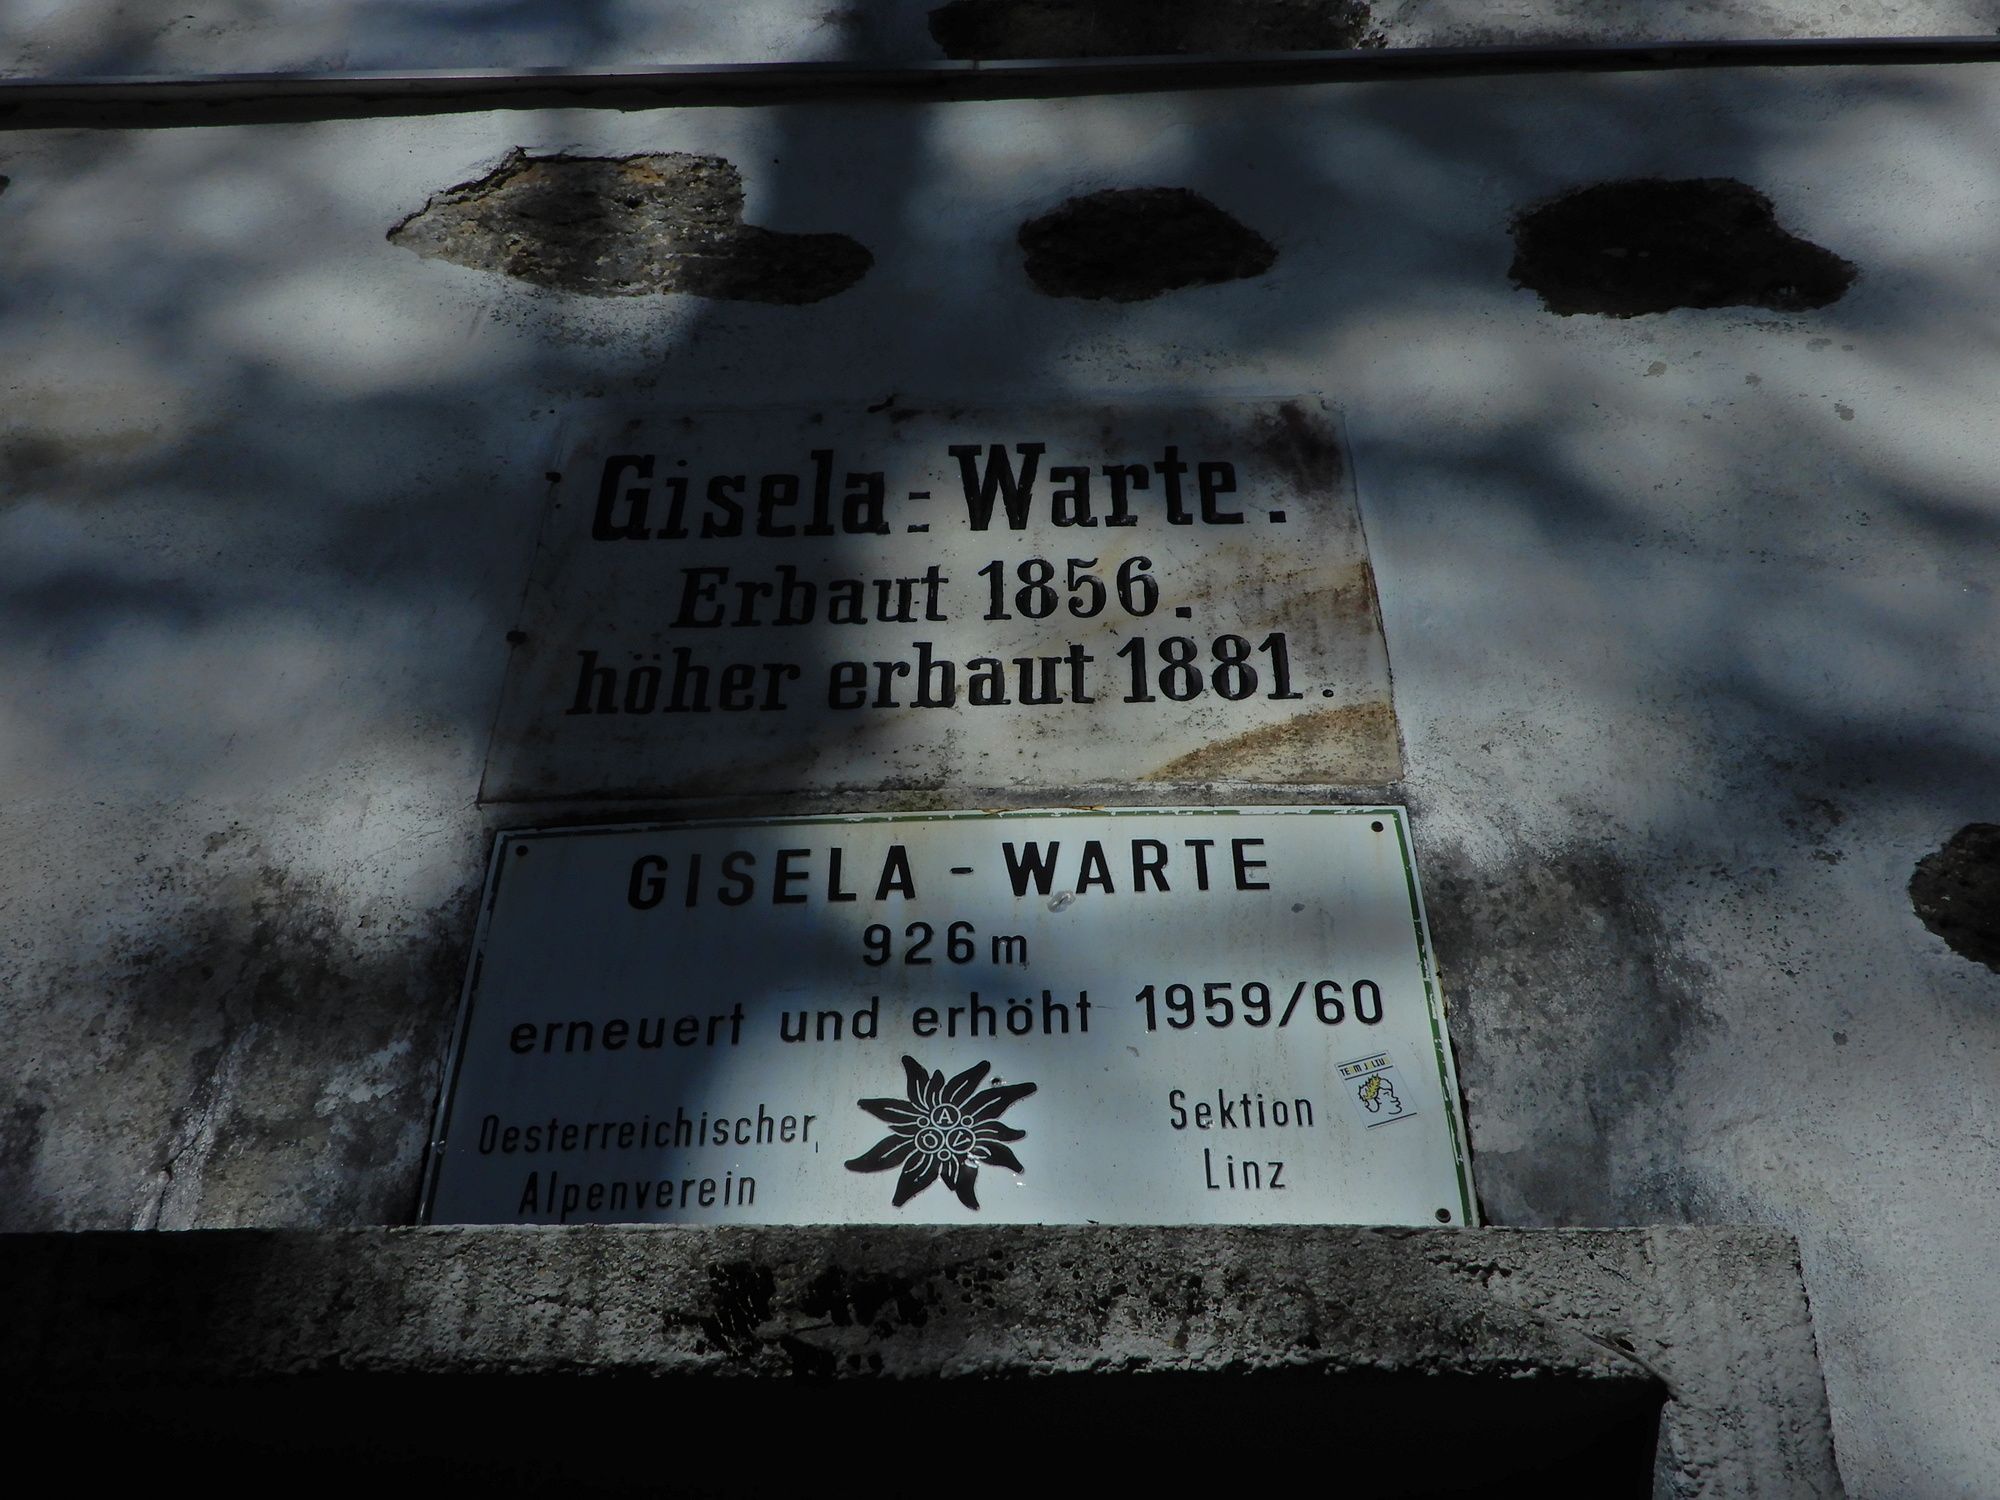 Gisela-Warte.
Erbaut 1856.
höher erbaut 1881.
GISELA-WARTE
926m
erneuert und erhöht 1959/60
Oesterreichischer
Alpenverein
A
ÖV
Sektion
Linz